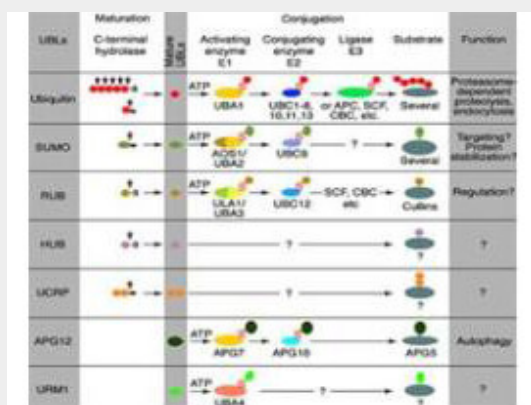 Maturation
Conjugation
UBLs
C-terminal
hydrolase
Mature
UBLs
Activating
enzyme
E1
Conjugating
enzyme
E2
Ligase
E3
Substrate
Function
Ubiquitin
ATP
UBA1
UBC1-8,
10,11,13
or APC, SCF,
CBC, etc.
Several
Proteasome-
dependent
proteolysis,
endocytosis
SUMO
ATP
AOS1/
UBA2
?
Several
Targeting?
Protein
stabilization?
RUB
ATP
ULA1/
UBA3
UBC12
SCF, CBC
etc
Cullins
Regulation?
HUB
?
?
?
UCRP
?
?
?
APG12
ATP
APG7
APG10
APG5
Autophagy
URM1
ATP
UBA4
?
?
?